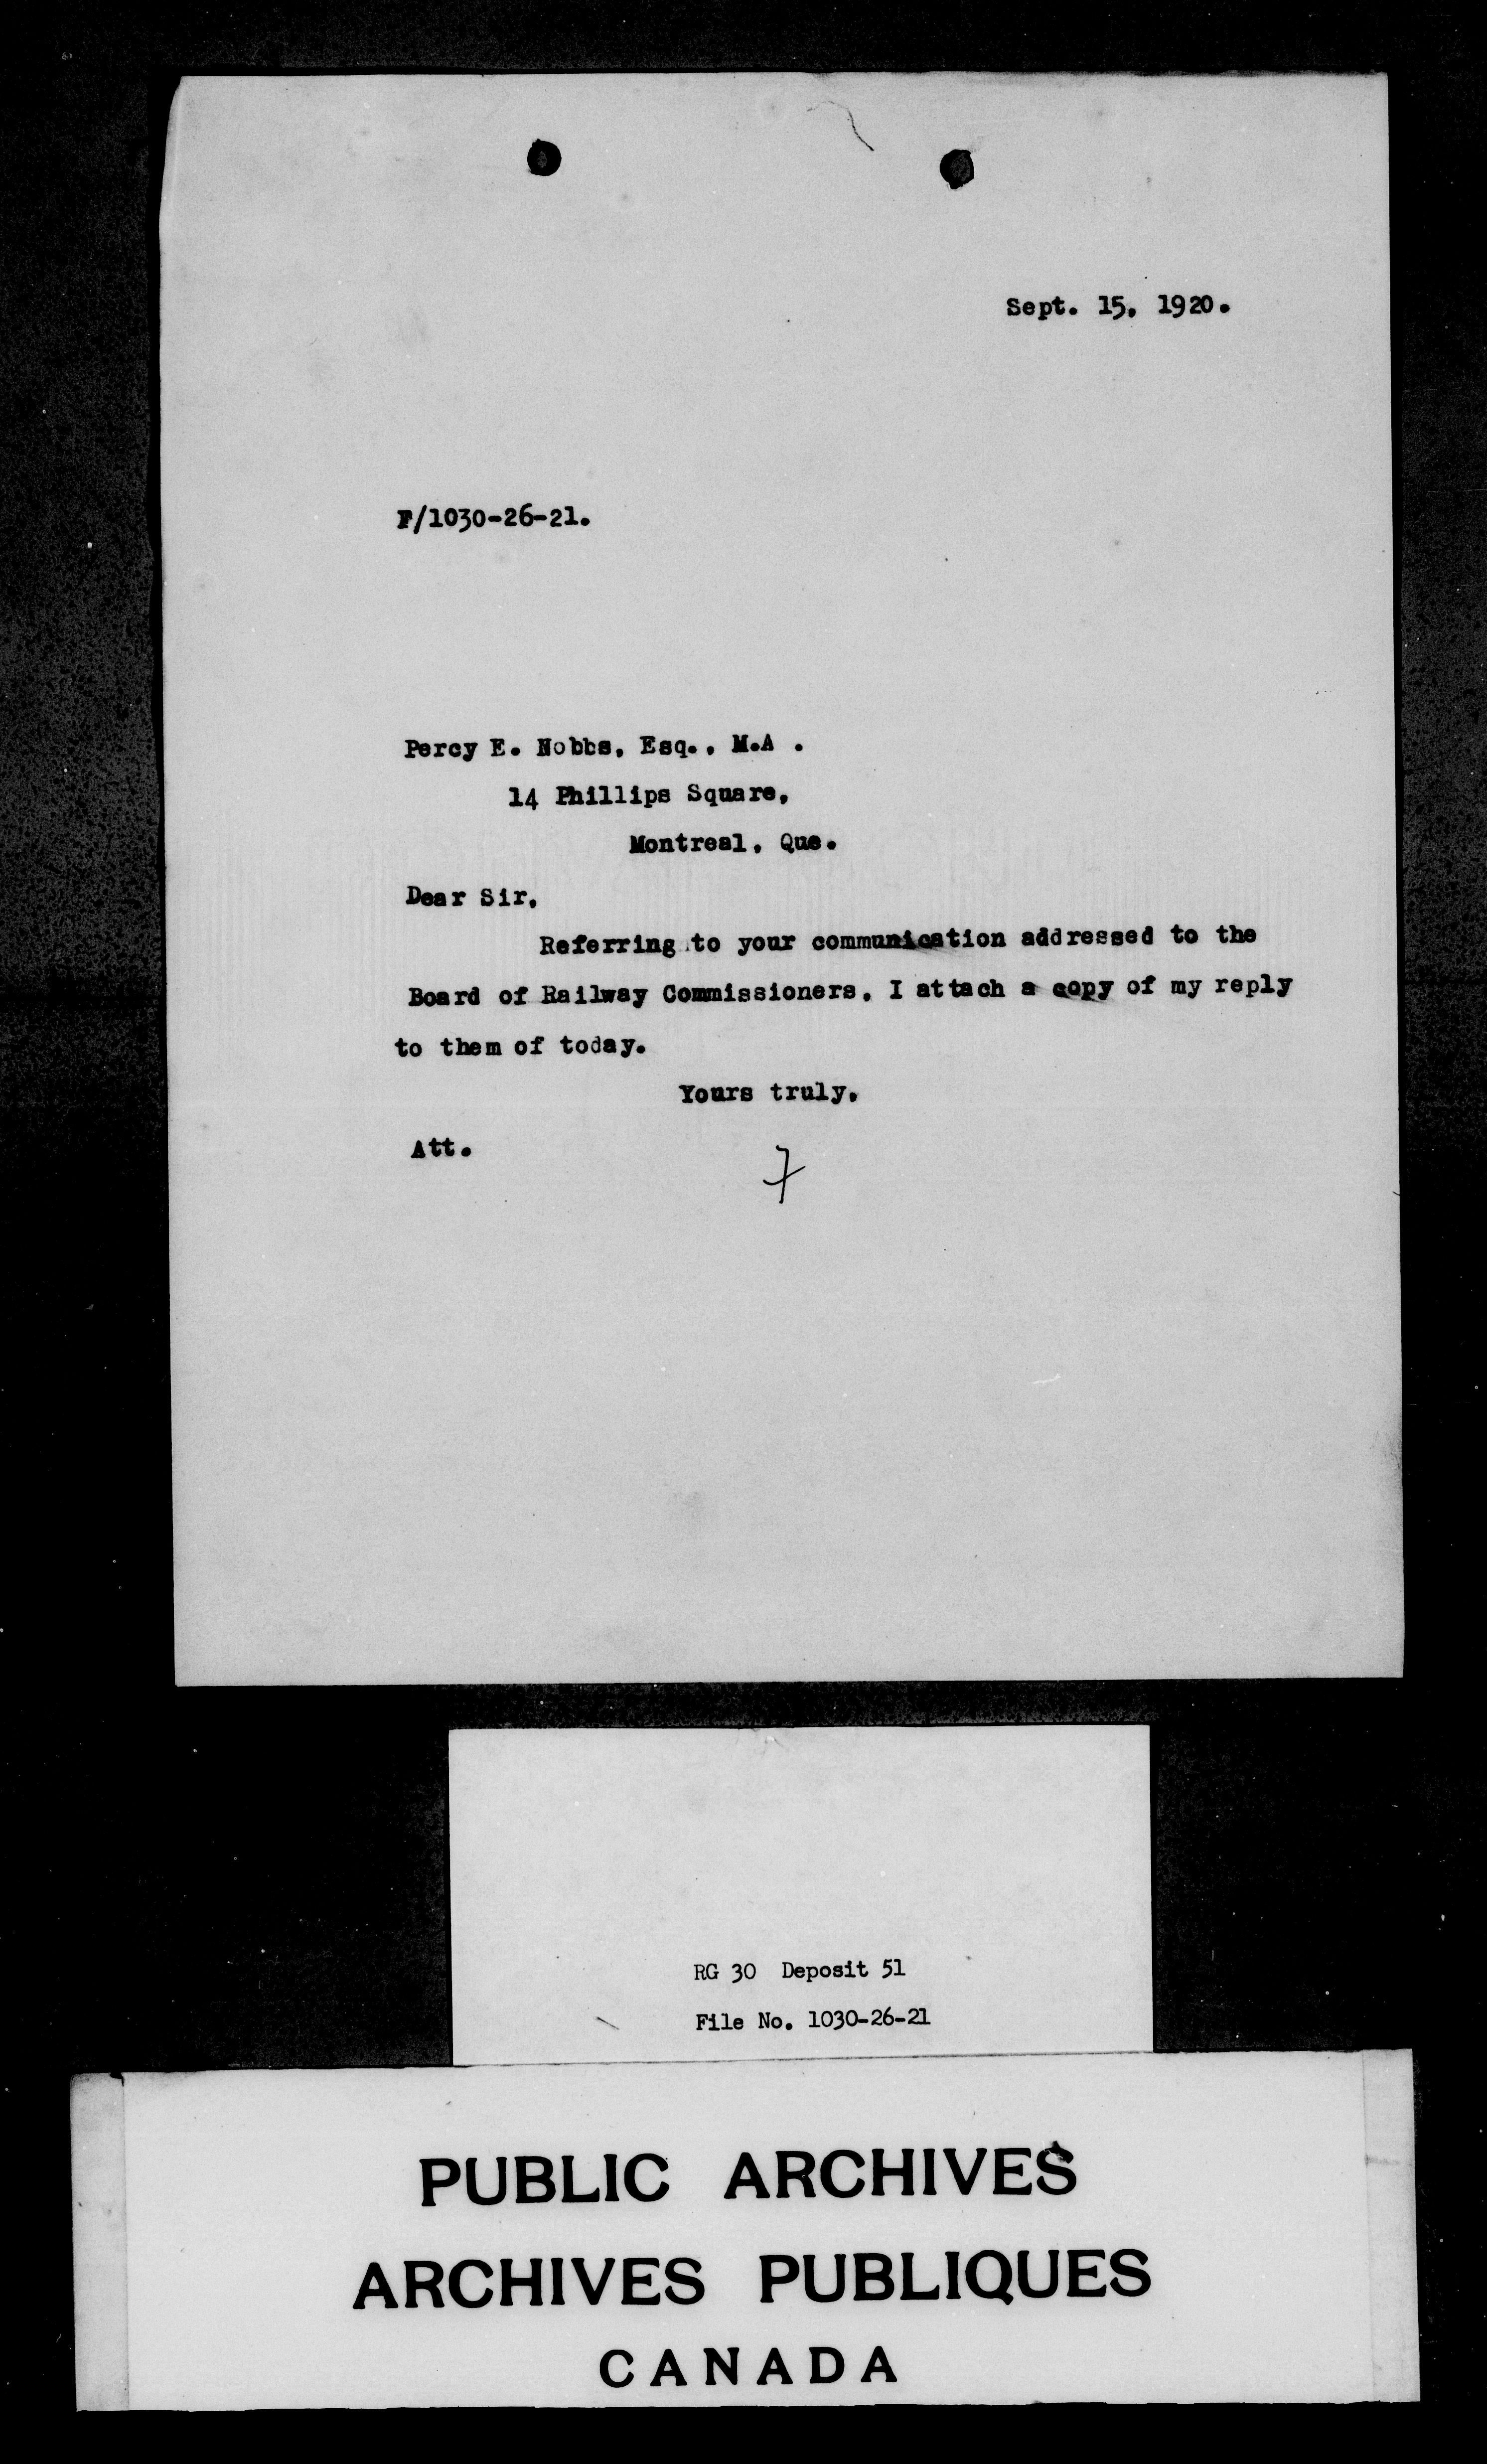 Sept. 15, 1920.
F/1030-26-21.
Percy E. Nobbs, Esq., M.A .
14 Phillips Square,
Montreal, Que.
Dear Sir,
Referring to your communication addressed to the
Board of Railway Commissioners, I attach a copy of my reply
to them of today.
Yours truly,
Att.
7
RG 30 Deposit 51
File No. 1030-26-21
PUBLIC ARCHIVES
ARCHIVES PUBLIQUES
CANADA